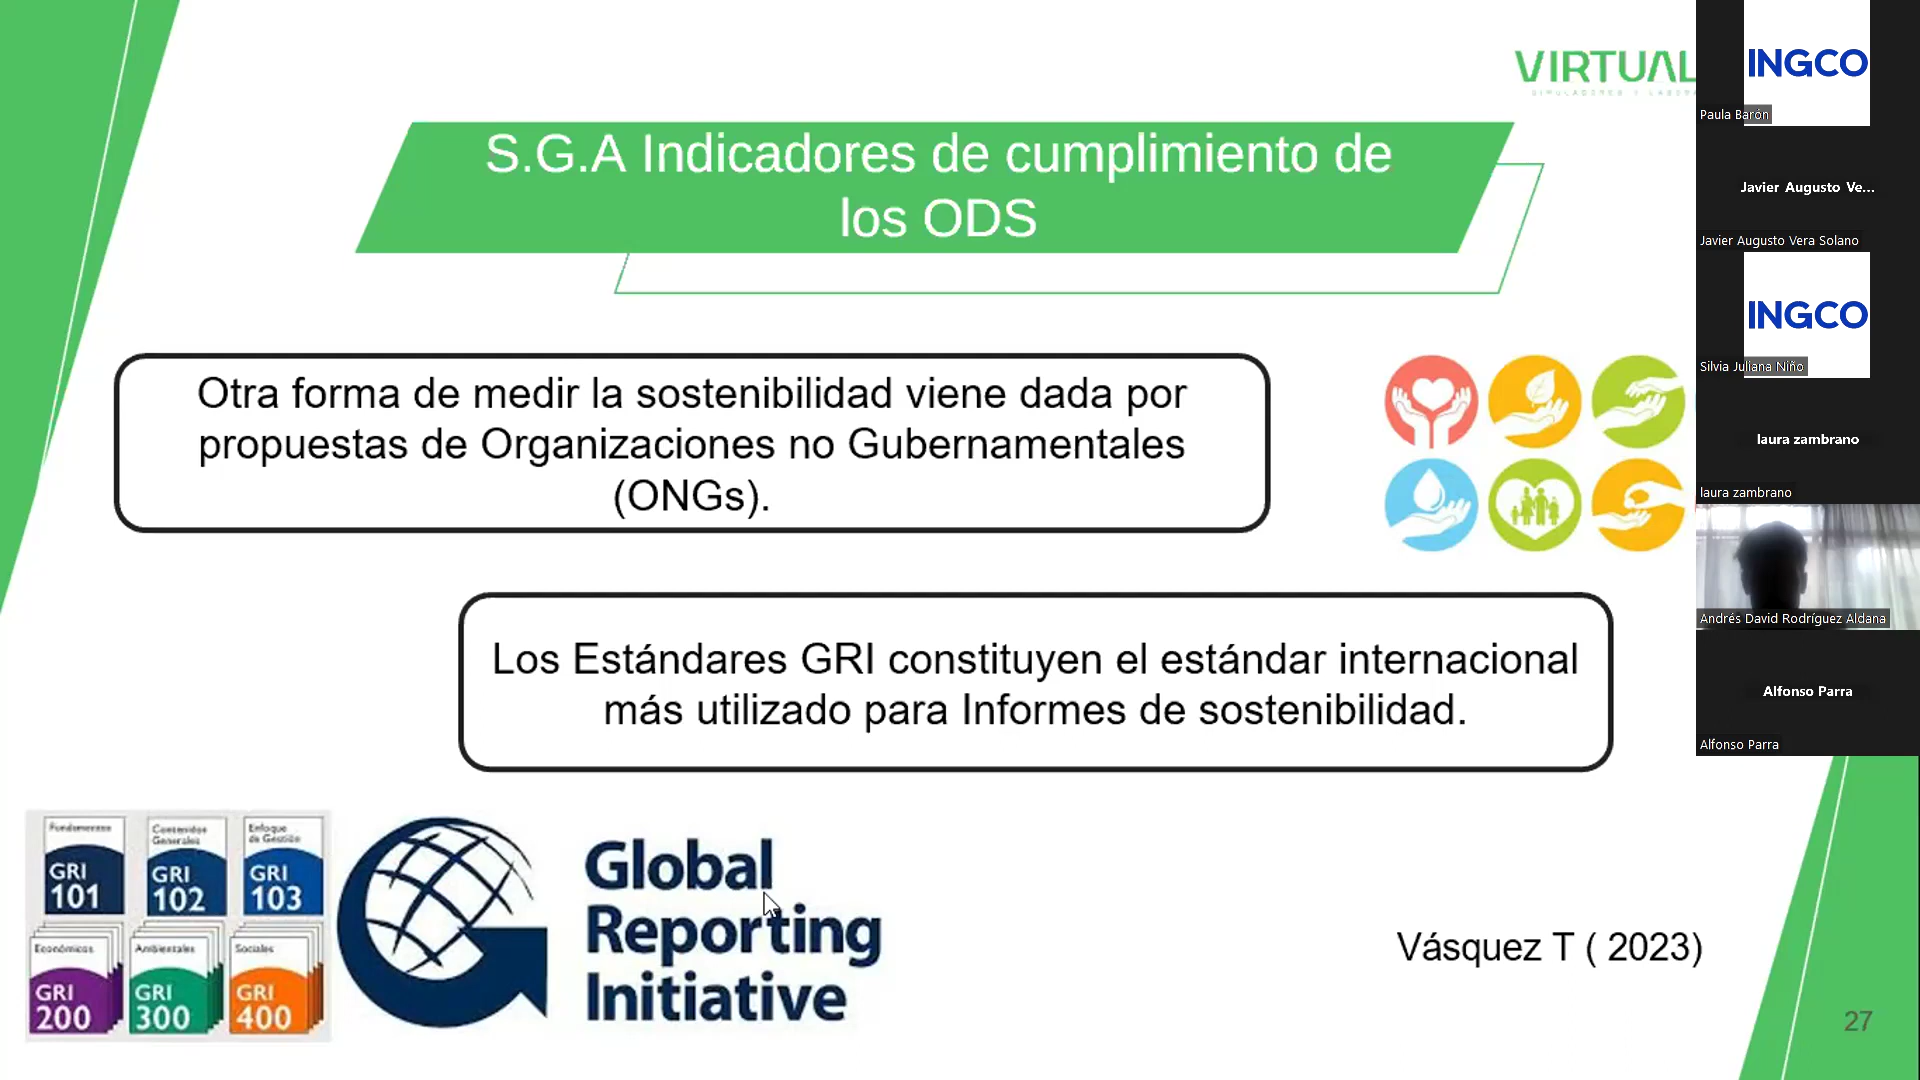 VIRTUAL
S.G.A Indicadores de cumplimiento de
los ODS
Otra forma de medir la sostenibilidad viene dada por
propuestas de Organizaciones no Gubernamentales
(ONGs).
Los Estándares GRI constituyen el estándar internacional
más utilizado para Informes de sostenibilidad.
Fundamentos
GRI
101
Contenidos
Generales
GRI
102
Enfoque
de Gestión
GRI
103
Económicos
GRI
200
Ambientales
GRI
300
Sociales
GRI
400
Global
Reporting
Initiative
Vásquez T ( 2023)
27
INGCO
Paula Barón
Javier Augusto Ve...
Javier Augusto Vera Solano
INGCO
Silvia Juliana Niño
laura zambrano
laura zambrano
Andrés David Rodríguez Aldana
Alfonso Parra
Alfonso Parra